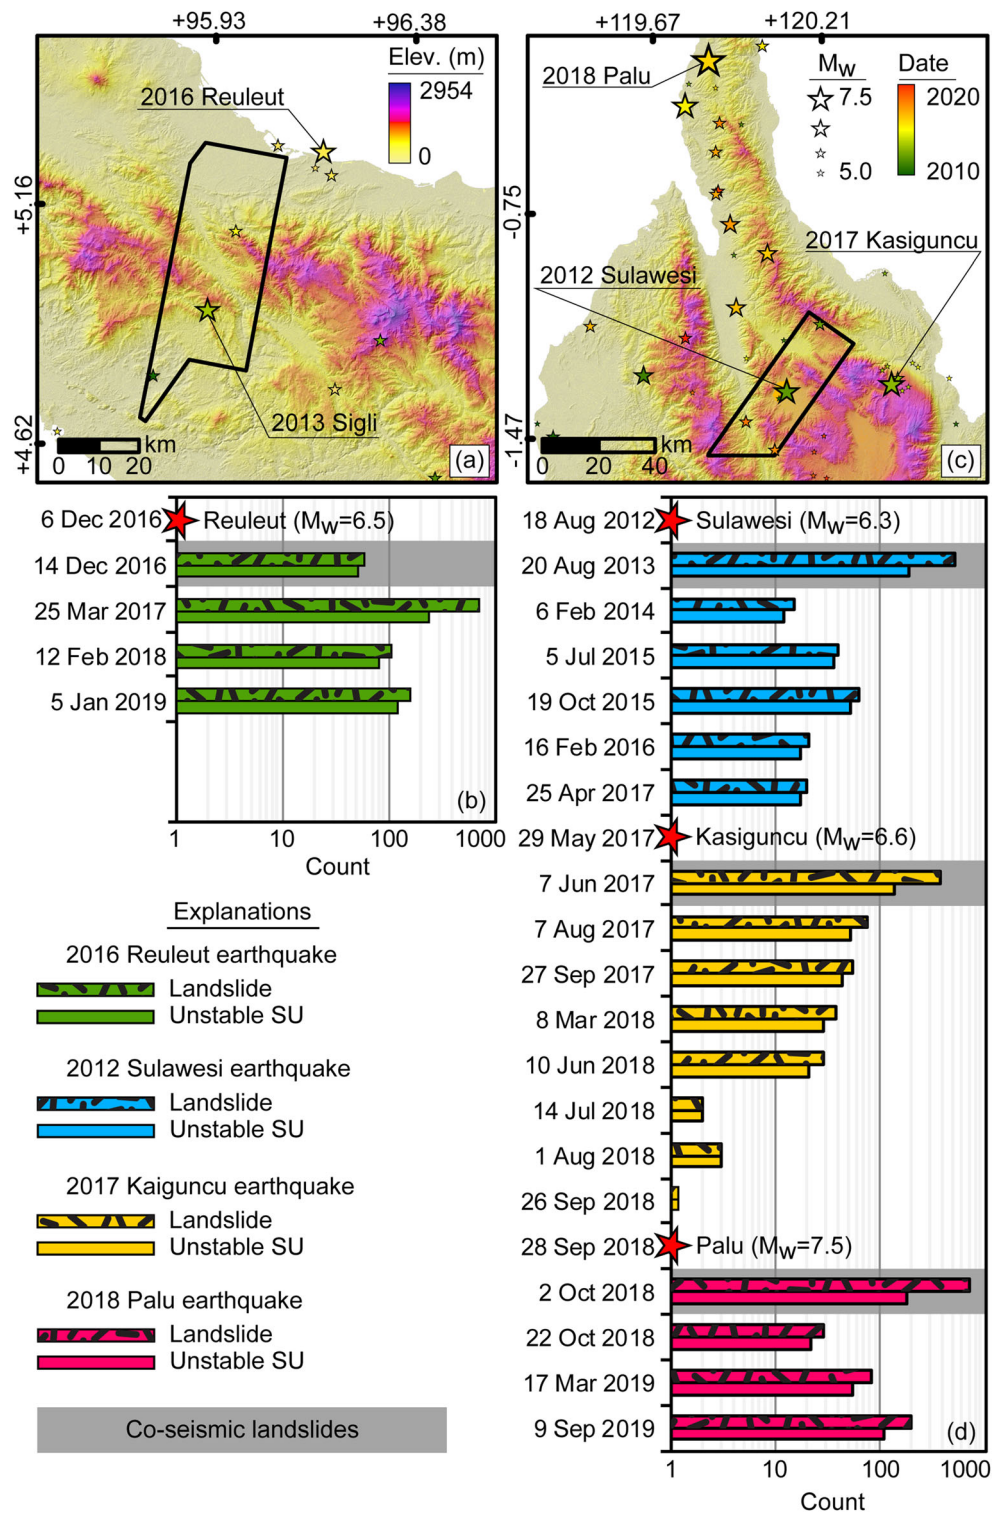 +95.93 +96.38
+119.67 +120.21
Elev. (m)
2954
0
2016 Reuleut
+5.16
+4.62
2013 Sigli
km
0 10 20
(a)
2018 Palu
Mw Date
7.5 2020
5.0 2010
-0.75
-1.47
2017 Kasiguncu
2012 Sulawesi
km
0 20 40
(c)
6 Dec 2016 Reuleut (Mw=6.5)
14 Dec 2016
25 Mar 2017
12 Feb 2018
5 Jan 2019
(b)
1 10 100 1000
Count
Explanations
2016 Reuleut earthquake
Landslide
Unstable SU
2012 Sulawesi earthquake
Landslide
Unstable SU
2017 Kaiguncu earthquake
Landslide
Unstable SU
2018 Palu earthquake
Landslide
Unstable SU
Co-seismic landslides
18 Aug 2012 Sulawesi (Mw=6.3)
20 Aug 2013
6 Feb 2014
5 Jul 2015
19 Oct 2015
16 Feb 2016
25 Apr 2017
29 May 2017 Kasiguncu (Mw=6.6)
7 Jun 2017
7 Aug 2017
27 Sep 2017
8 Mar 2018
10 Jun 2018
14 Jul 2018
1 Aug 2018
26 Sep 2018
28 Sep 2018 Palu (Mw=7.5)
2 Oct 2018
22 Oct 2018
17 Mar 2019
9 Sep 2019
(d)
1 10 100 1000
Count